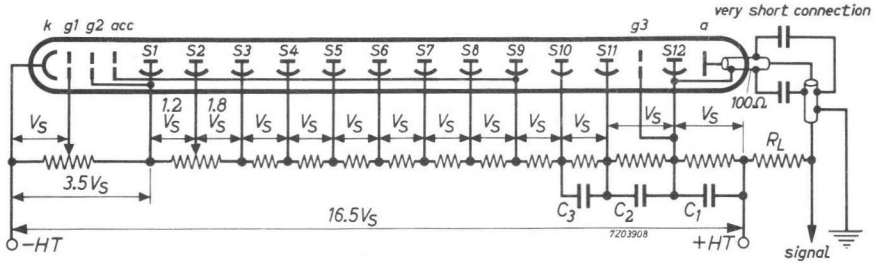 very short connection
k g1 g2 acc S1 S2 S3 S4 S5 S6 S7 S8 S9 S10 S11 g3 S12 a
100Ω
1.2 1.8
Vs Vs Vs Vs Vs Vs Vs Vs Vs Vs Vs Vs Vs
RL
3.5Vs
C3 C2 C1
16.5Vs
7Z03908
-HT +HT
signal